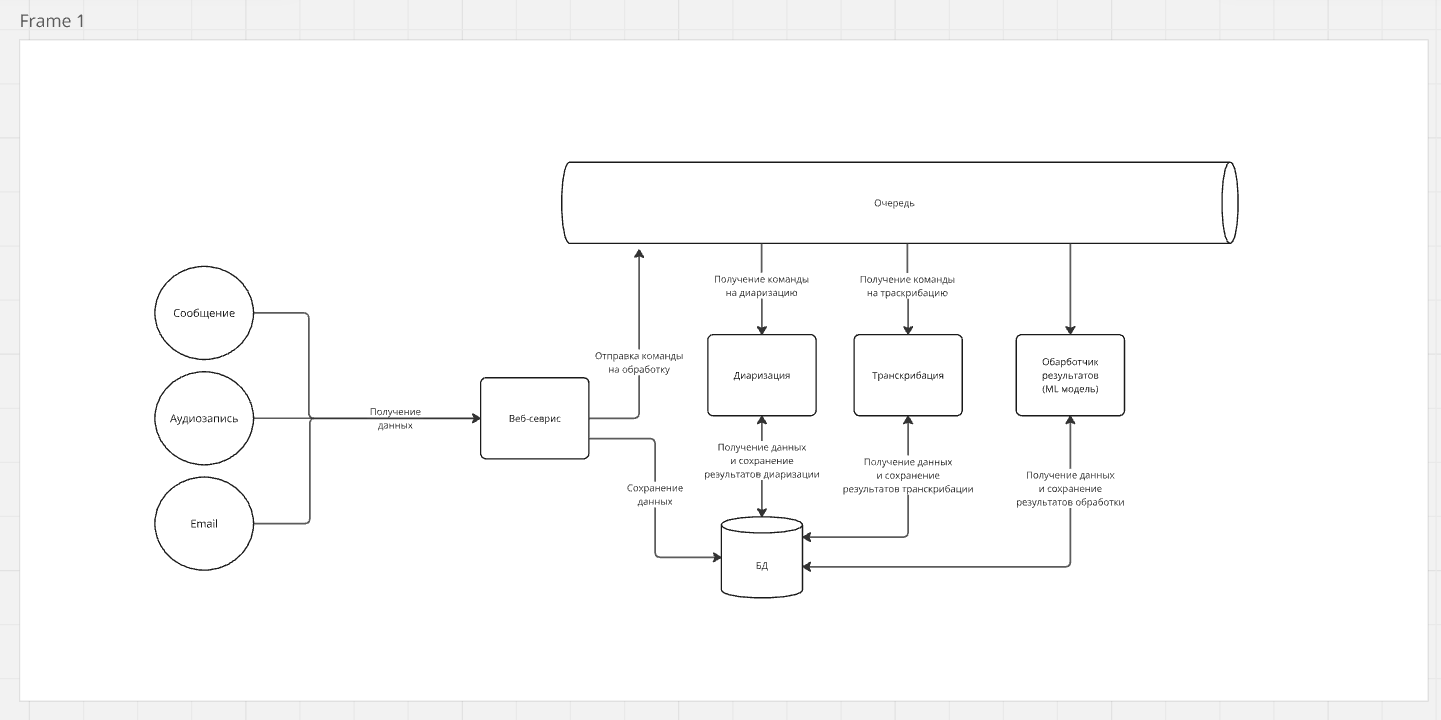 Frame 1
Очередь
Сообщение
Аудиозапись
Email
Получение
данных
Веб-севрис
Отправка команды
на обработку
Сохранение
данных
Получение команды
на диаризацию
Получение команды
на траскрибацию
Диаризация
Транскрибация
Обарботчик
результатов
(ML модель)
Получение данных
и сохранение
результатов диаризации
Получение данных
и сохранение
результатов транскрибации
Получение данных
и сохранение
результатов обработки
БД